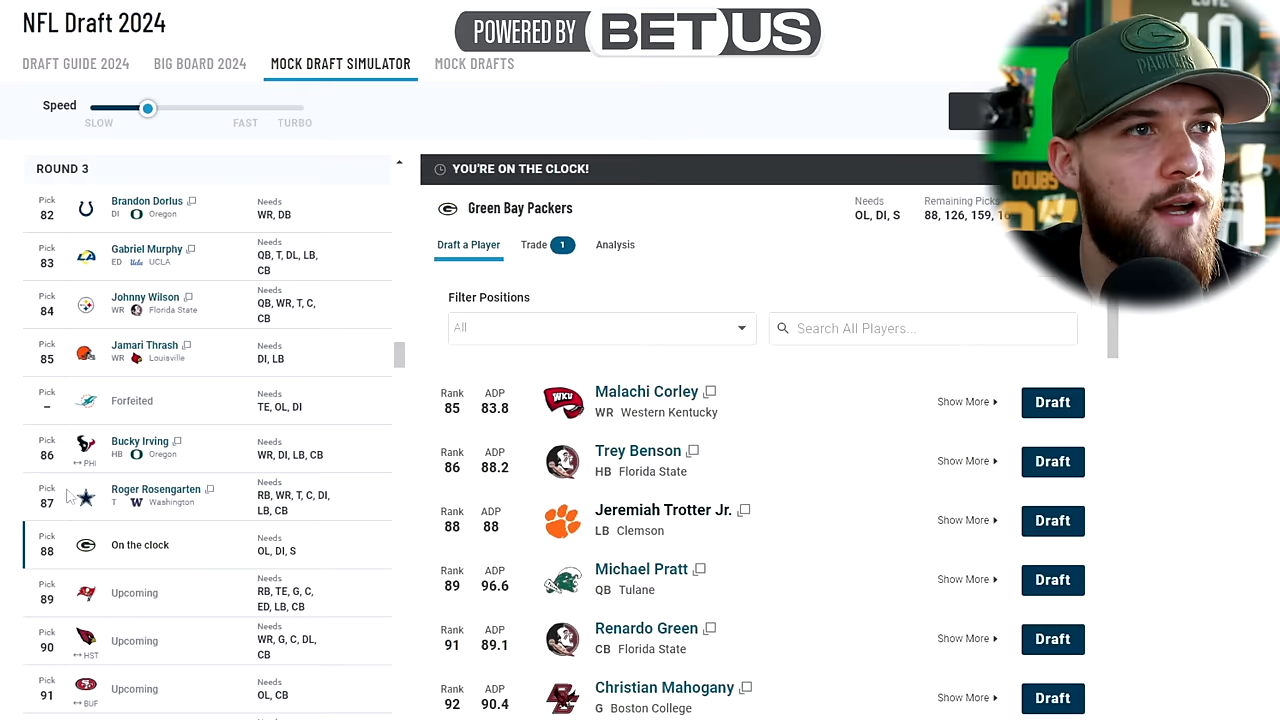 NFL Draft 2024
POWERED BY BETUS
DRAFT GUIDE 2024 BIG BOARD 2024 MOCK DRAFT SIMULATOR MOCK DRAFTS
Speed
SLOW FAST TURBO
ROUND 3
Pick 82 Brandon Dorlus DI Oregon Needs WR, DB
Pick 83 Gabriel Murphy ED UCLA Needs QB, T, DL, LB, CB
Pick 84 Johnny Wilson WR Florida State Needs QB, WR, T, C, CB
Pick 85 Jamari Thrash WR Louisville Needs DI, LB
Pick – Forfeited Needs TE, OL, DI
Pick 86 ↔ PHI Bucky Irving HB Oregon Needs WR, DI, LB, CB
Pick 87 Roger Rosengarten T Washington Needs RB, WR, T, C, DI, LB, CB
Pick 88 On the clock Needs OL, DI, S
Pick 89 Upcoming Needs RB, TE, G, C, ED, LB, CB
Pick 90 ↔ HST Upcoming Needs WR, G, C, DL, CB
Pick 91 ↔ BUF Upcoming Needs OL, CB
YOU'RE ON THE CLOCK!
Green Bay Packers
Needs OL, DI, S
Remaining Picks 88, 126, 159,
Draft a Player Trade 1 Analysis
Filter Positions
All
Search All Players...
Rank 85 ADP 83.8 WKU Malachi Corley WR Western Kentucky Show More Draft
Rank 86 ADP 88.2 Trey Benson HB Florida State Show More Draft
Rank 88 ADP 88 Jeremiah Trotter Jr. LB Clemson Show More Draft
Rank 89 ADP 96.6 Michael Pratt QB Tulane Show More Draft
Rank 91 ADP 89.1 Renardo Green CB Florida State Show More Draft
Rank 92 ADP 90.4 Christian Mahogany G Boston College Show More Draft
G
PACKERS
DOUBS
LOVE
10